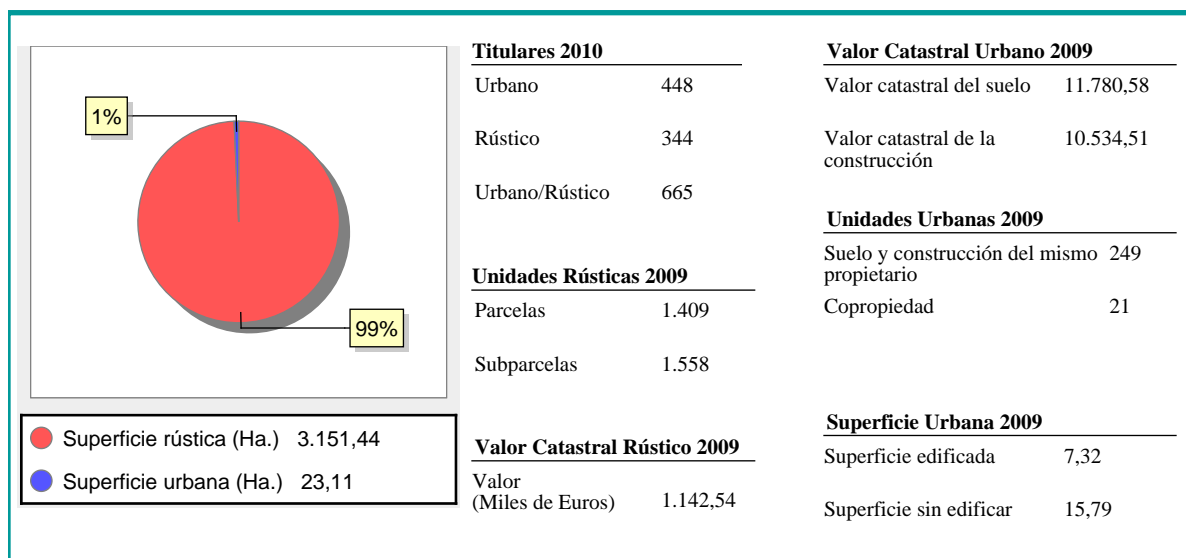 1%
99%
Superficie rústica (Ha.) 3.151,44
Superficie urbana (Ha.) 23,11
Titulares 2010
Urbano 448
Rústico 344
Urbano/Rústico 665
Unidades Rústicas 2009
Parcelas 1.409
Subparcelas 1.558
Valor Catastral Rústico 2009
Valor
(Miles de Euros) 1.142,54
Valor Catastral Urbano 2009
Valor catastral del suelo 11.780,58
Valor catastral de la 10.534,51
construcción
Unidades Urbanas 2009
Suelo y construcción del mismo 249
propietario
Copropiedad 21
Superficie Urbana 2009
Superficie edificada 7,32
Superficie sin edificar 15,79